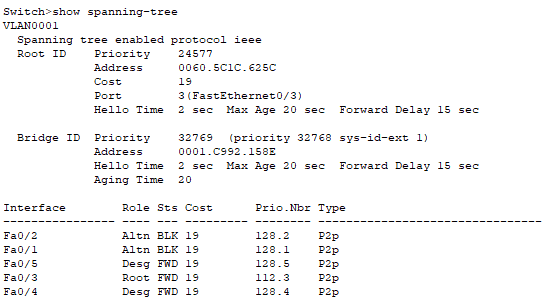 Switch>show spanning-tree
VLAN0001
  Spanning tree enabled protocol ieee
  Root ID    Priority    24577
             Address     0060.5C1C.625C
             Cost        19
             Port        3(FastEthernet0/3)
             Hello Time  2 sec  Max Age 20 sec  Forward Delay 15 sec

  Bridge ID  Priority    32769  (priority 32768 sys-id-ext 1)
             Address     0001.C992.158E
             Hello Time  2 sec  Max Age 20 sec  Forward Delay 15 sec
             Aging Time  20

Interface        Role Sts Cost      Prio.Nbr Type
---------------- ---- --- --------- -------- --------------------------------
Fa0/2            Altn BLK 19        128.2    P2p
Fa0/1            Altn BLK 19        128.1    P2p
Fa0/5            Desg FWD 19        128.5    P2p
Fa0/3            Root FWD 19        112.3    P2p
Fa0/4            Desg FWD 19        128.4    P2p